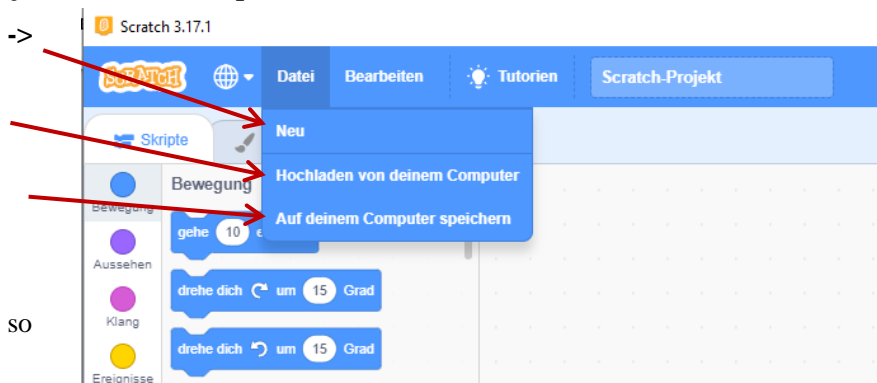 Scratch 3.17.1
->
SCRATCH Datei Bearbeiten Tutorien Scratch-Projekt
Skripte
Neu
Hochladen von deinem Computer
Auf deinem Computer speichern
Bewegung
Bewegung
gehe 10
Aussehen
drehe dich um 15 Grad
Klang
so
drehe dich um 15 Grad
Ereignisse